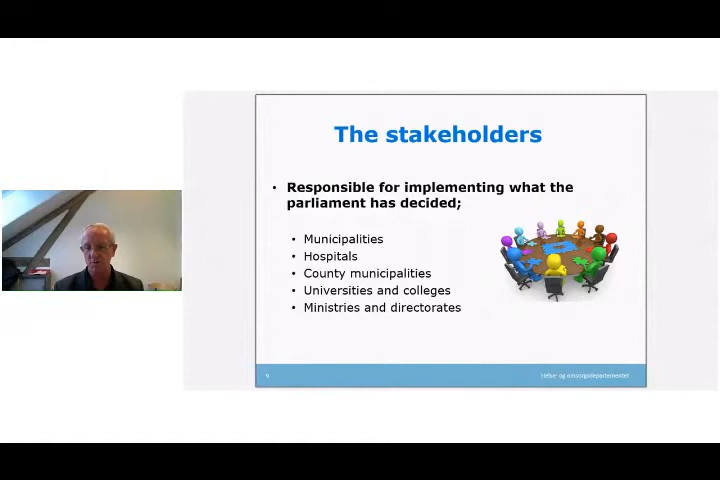 The stakeholders
• Responsible for implementing what the
parliament has decided;
• Municipalities
• Hospitals
• County municipalities
• Universities and colleges
• Ministries and directorates
9
Helse- og omsorgsdepartementet